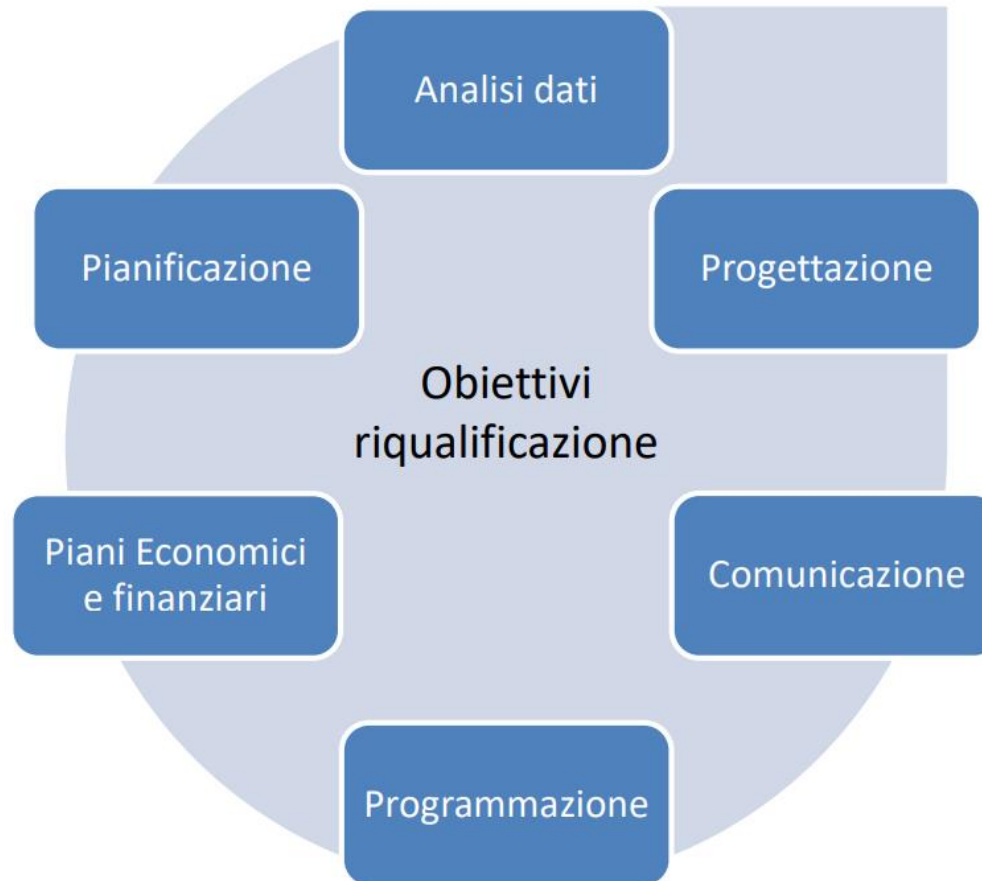 Analisi dati
Pianificazione
Progettazione
Obiettivi
riqualificazione
Piani Economici
e finanziari
Comunicazione
Programmazione